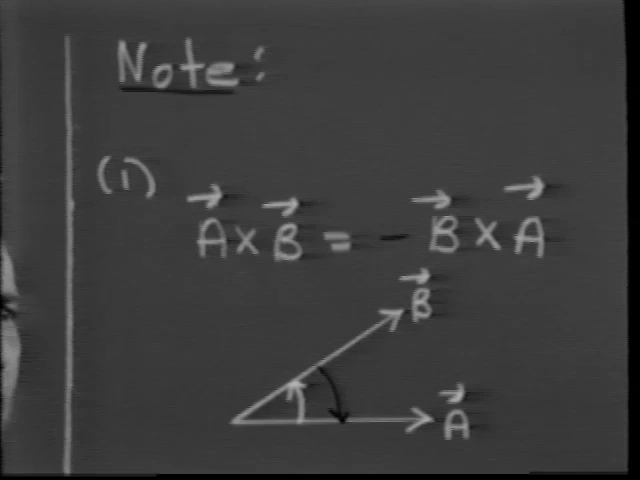 Note:
(1)
A⃗ × B⃗ = - B⃗ × A⃗
B⃗
A⃗